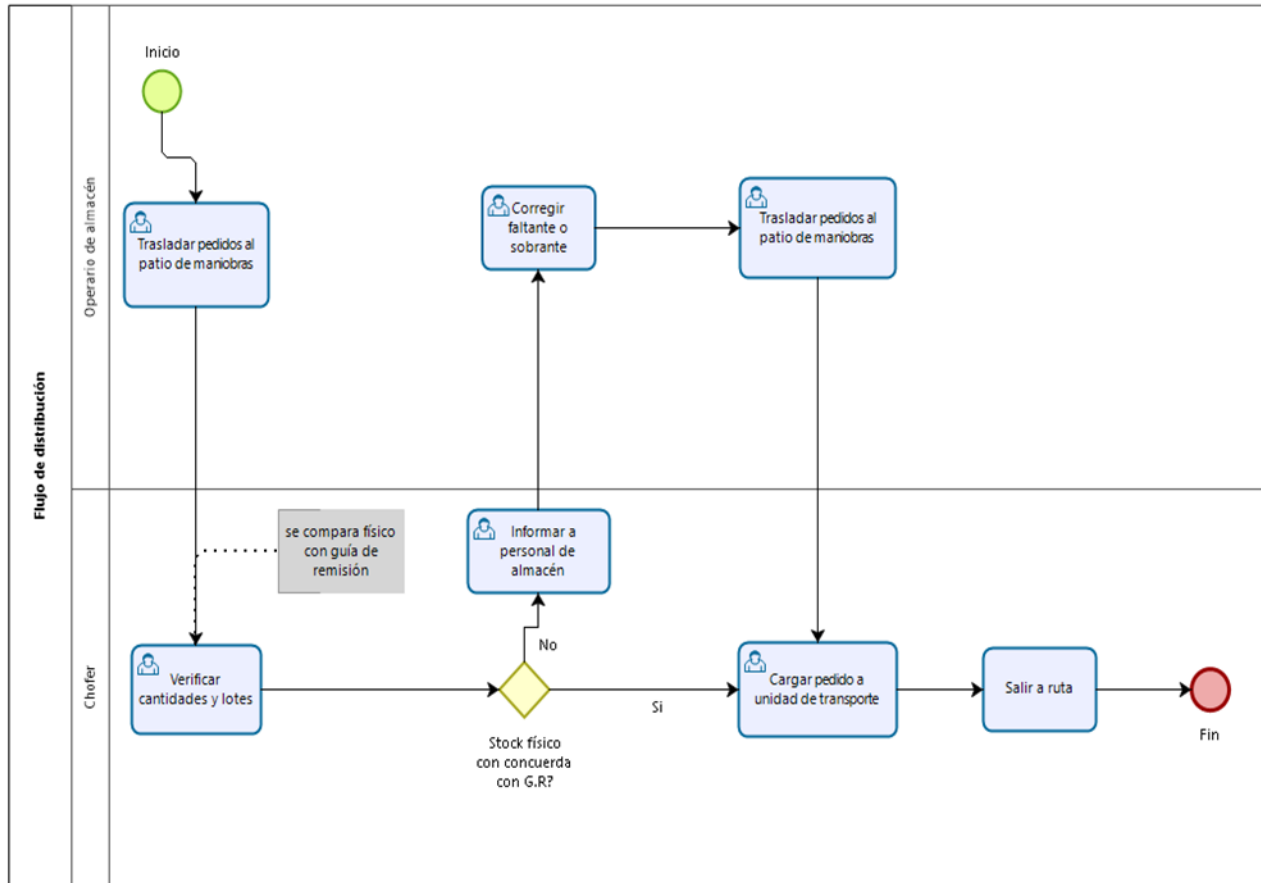 Flujo de distribución
Operario de almacén
Inicio
Trasladar pedidos al
patio de maniobras
Corregir
faltante o
sobrante
Trasladar pedidos al
patio de maniobras
Chofer
se compara físico
con guía de
remisión
Informar a
personal de
almacén
No
Verificar
cantidades y lotes
Stock físico
con concuerda
con G.R?
Si
Cargar pedido a
unidad de transporte
Salir a ruta
Fin